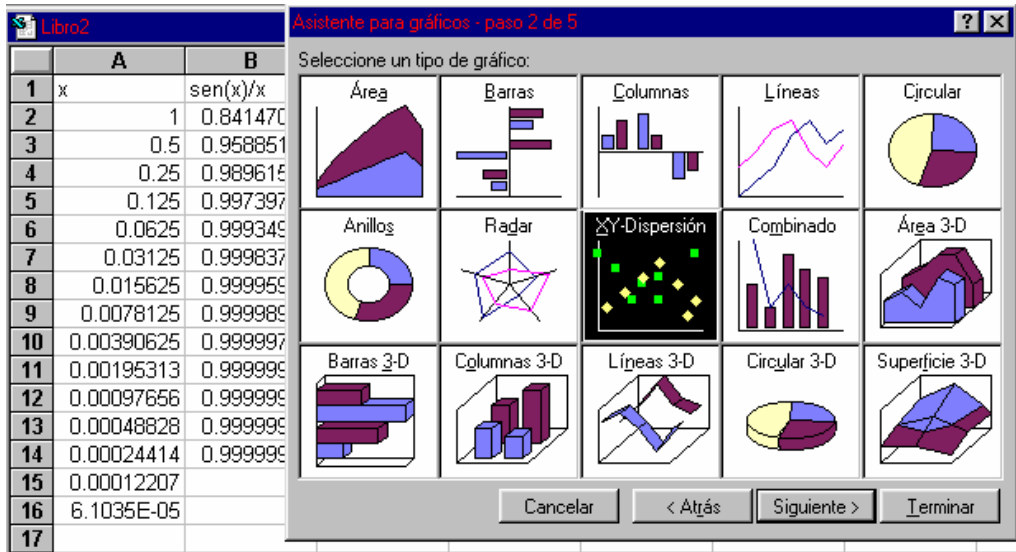 Libro2
A B
1 x sen(x)/x
2 1 0.841470
3 0.5 0.958851
4 0.25 0.989615
5 0.125 0.997397
6 0.0625 0.999349
7 0.03125 0.999837
8 0.015625 0.999959
9 0.0078125 0.999989
10 0.00390625 0.999997
11 0.00195313 0.999999
12 0.00097656 0.999999
13 0.00048828 0.999999
14 0.00024414 0.999999
15 0.00012207
16 6.1035E-05
17
Asistente para gráficos - paso 2 de 5
Seleccione un tipo de gráfico:
Área Barras Columnas Líneas Circular
Anillos Radar XY-Dispersión Combinado Área 3-D
Barras 3-D Columnas 3-D Líneas 3-D Circular 3-D Superficie 3-D
Cancelar < Atrás Siguiente > Terminar